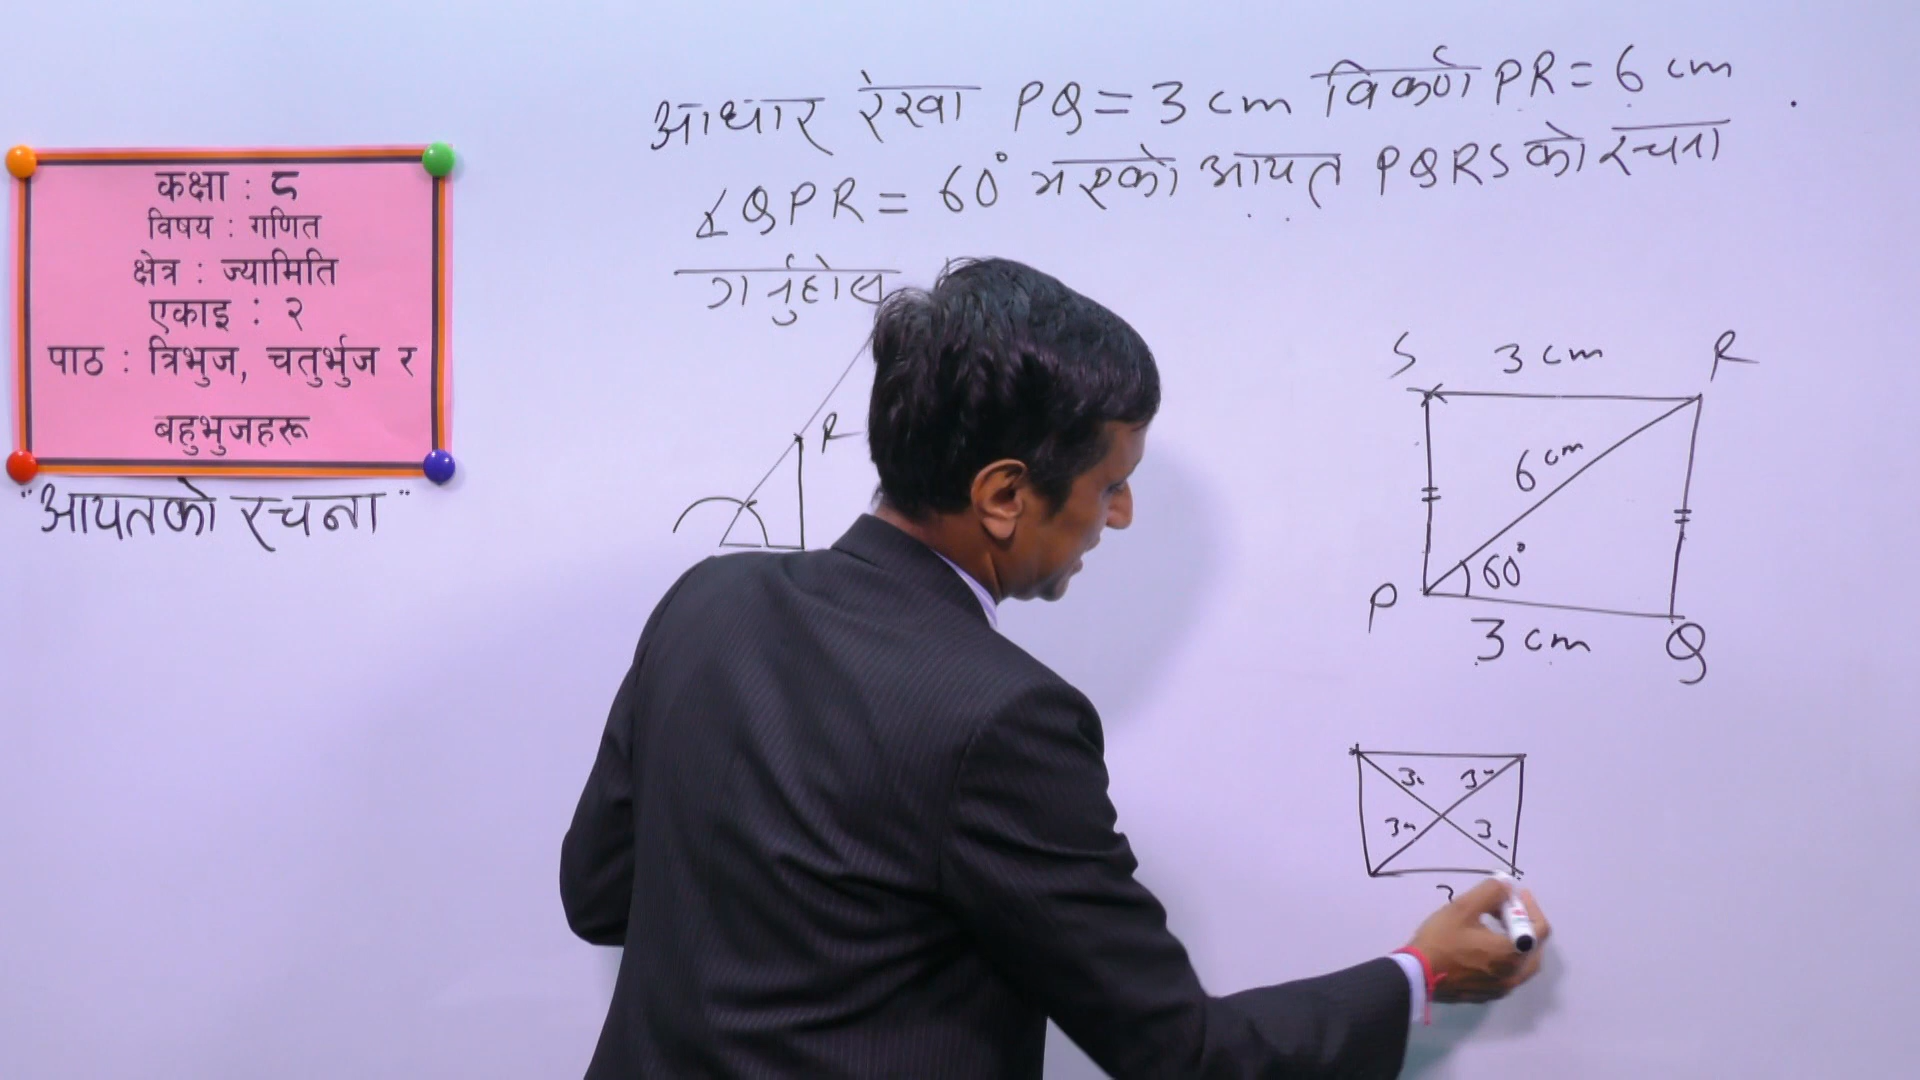 आधार रेखा PQ = 3 cm विकर्ण PR = 6 cm
∡QPR = 60° भएको आयत PQRS को रचना
गर्नुहोस
कक्षा : ८
विषय : गणित
क्षेत्र : ज्यामिति
एकाइ : २
पाठ : त्रिभुज, चतुर्भुज र
बहुभुजहरू
"आयतको रचना"
R
S 3 cm R
6 cm
60°
P 3 cm Q